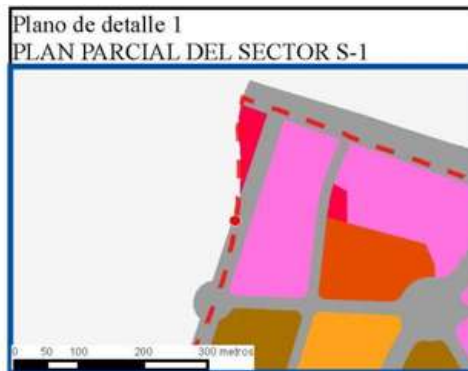 Plano de detalle 1
PLAN PARCIAL DEL SECTOR S-1
0 50 100 200 300 metros